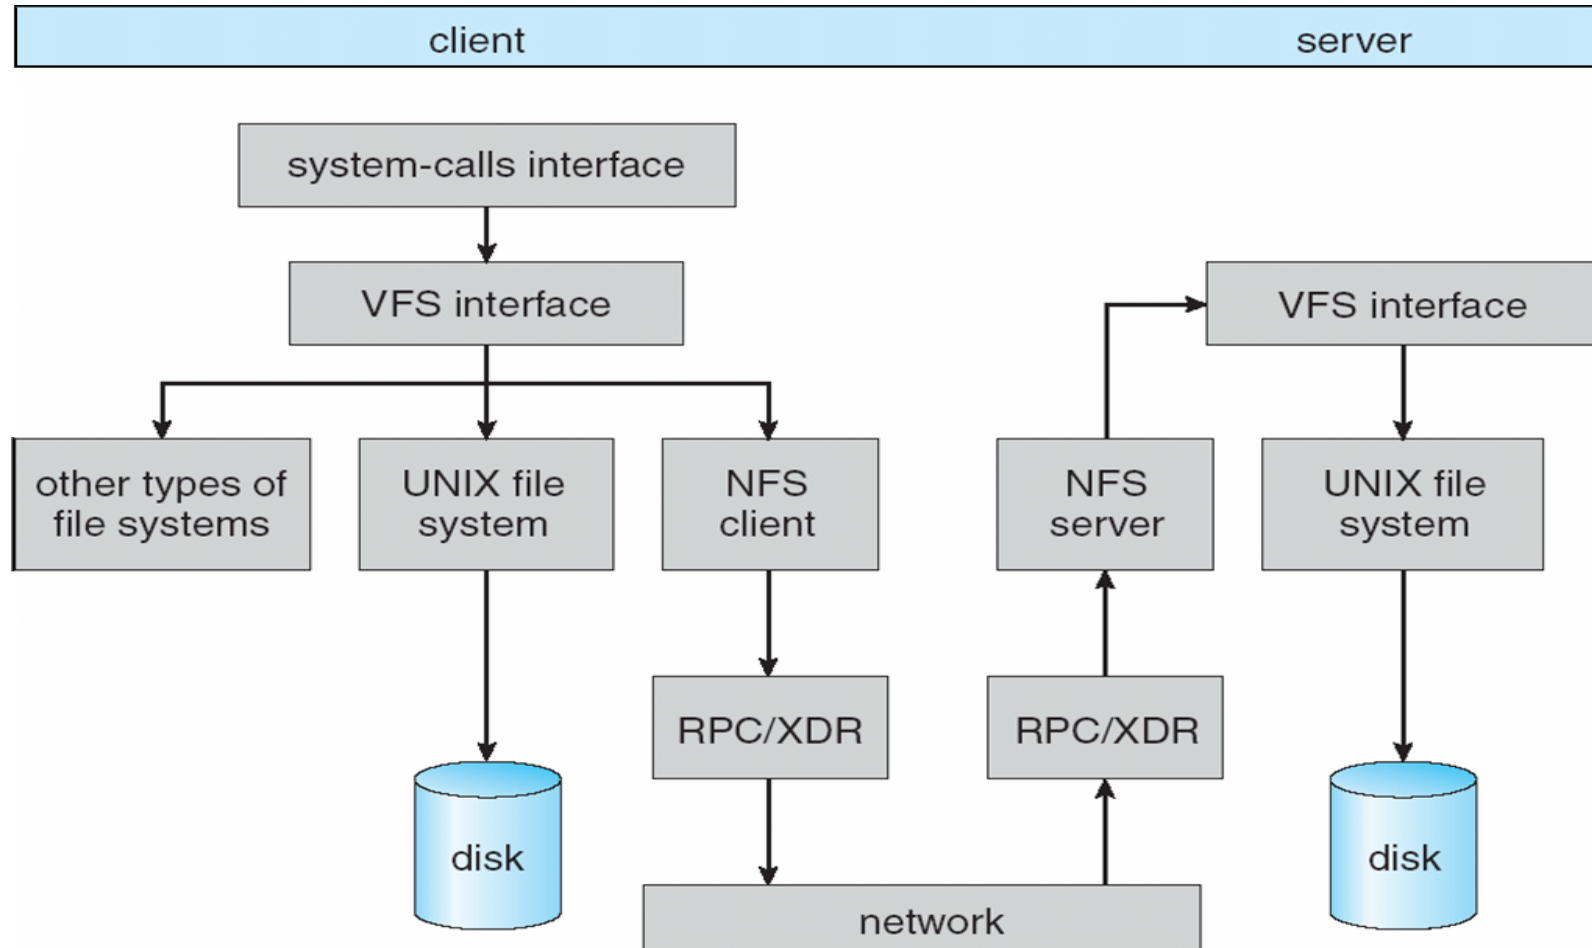 client
server
system-calls interface
VFS interface
VFS interface
other types of
file systems
UNIX file
system
NFS
client
NFS
server
UNIX file
system
RPC/XDR
RPC/XDR
disk
disk
network